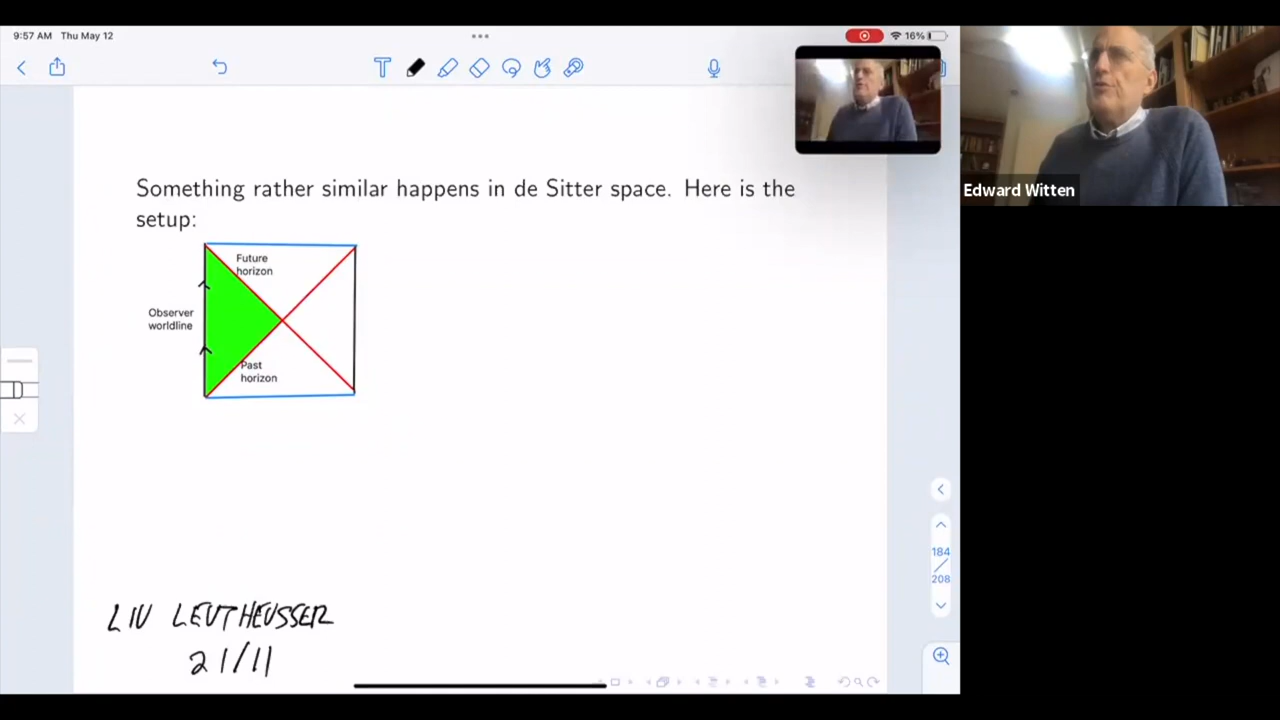 9:57 AM Thu May 12
16%
Edward Witten
Something rather similar happens in de Sitter space. Here is the
setup:
Future
horizon
Observer
worldline
Past
horizon
184
208
LIU LEUTHEUSSER
21/11